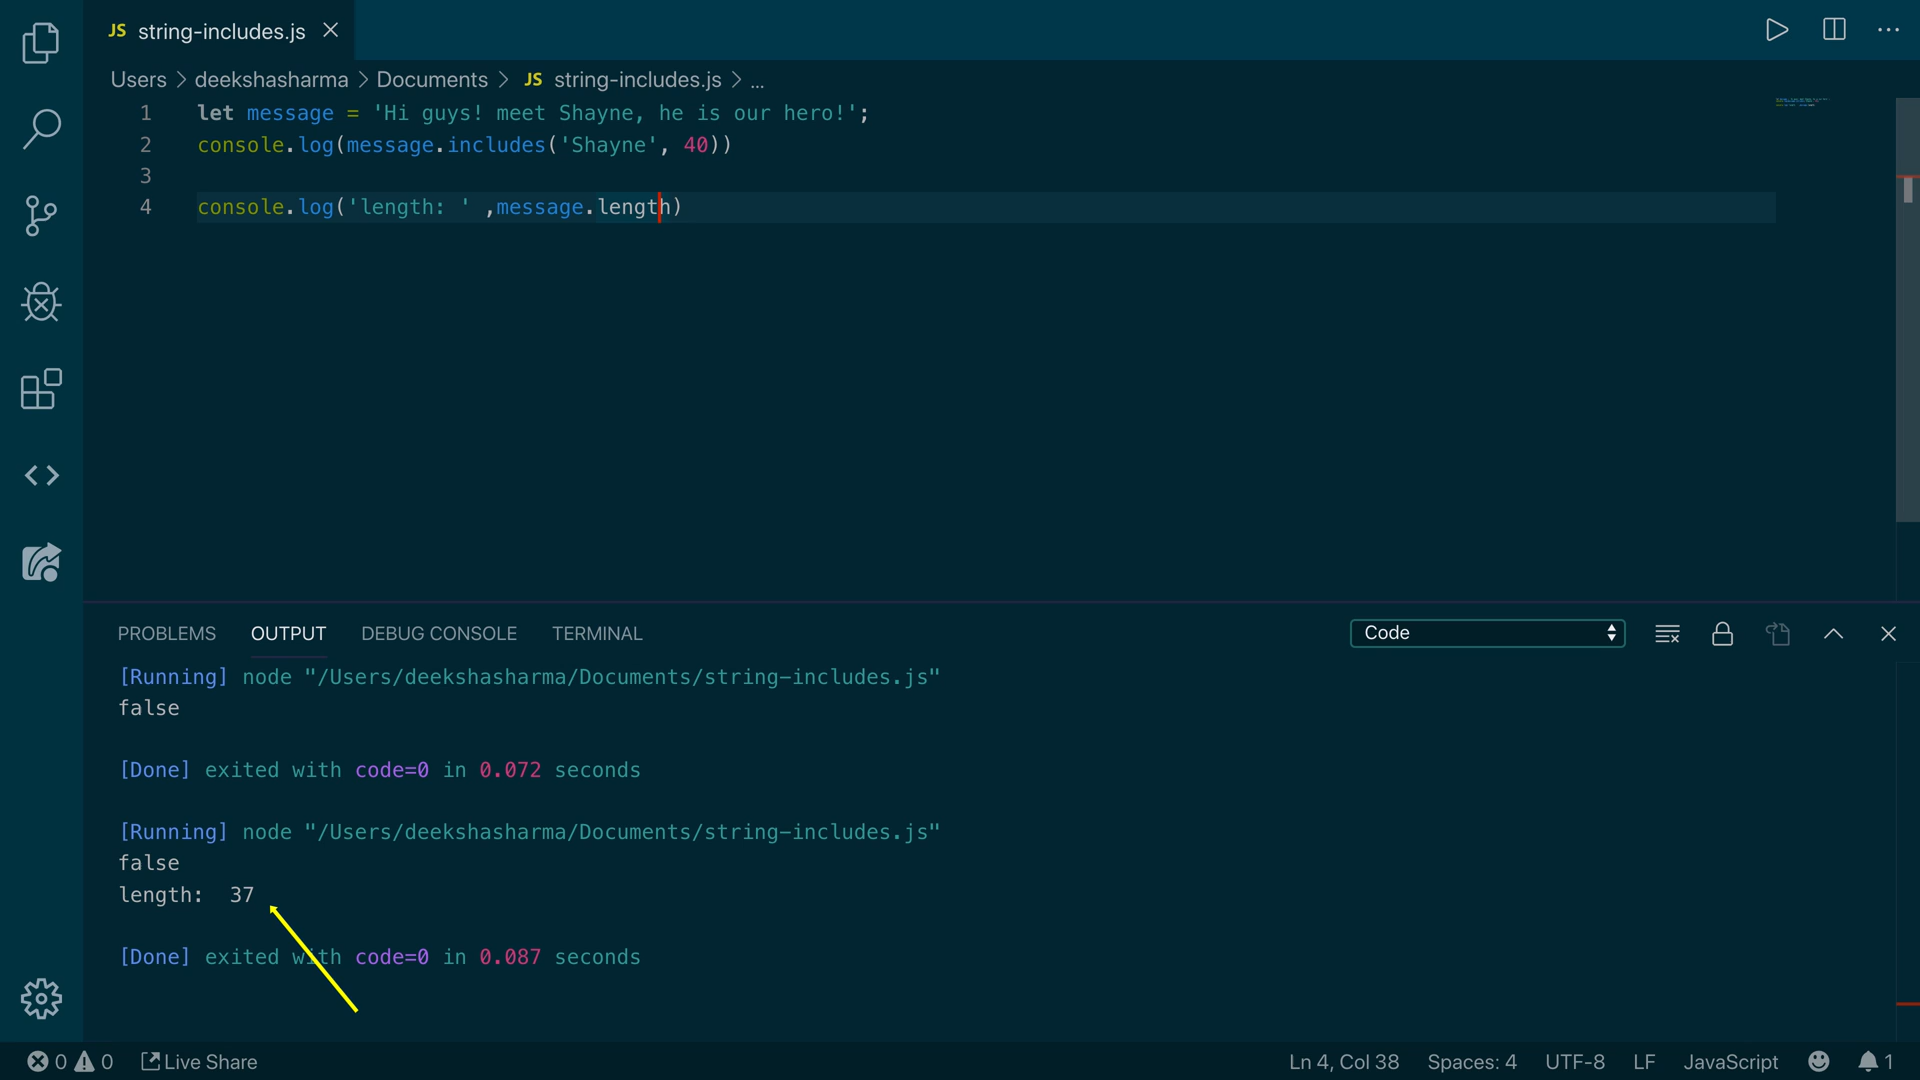 JS string-includes.js
Users > deekshasharma > Documents > JS string-includes.js > ...
1 let message = 'Hi guys! meet Shayne, he is our hero!';
2 console.log(message.includes('Shayne', 40))
3
4 console.log('length: ' ,message.length)
PROBLEMS OUTPUT DEBUG CONSOLE TERMINAL Code
[Running] node "/Users/deekshasharma/Documents/string-includes.js"
false
[Done] exited with code=0 in 0.072 seconds
[Running] node "/Users/deekshasharma/Documents/string-includes.js"
false
length:  37
[Done] exited with code=0 in 0.087 seconds
0 0 Live Share Ln 4, Col 38 Spaces: 4 UTF-8 LF JavaScript 1